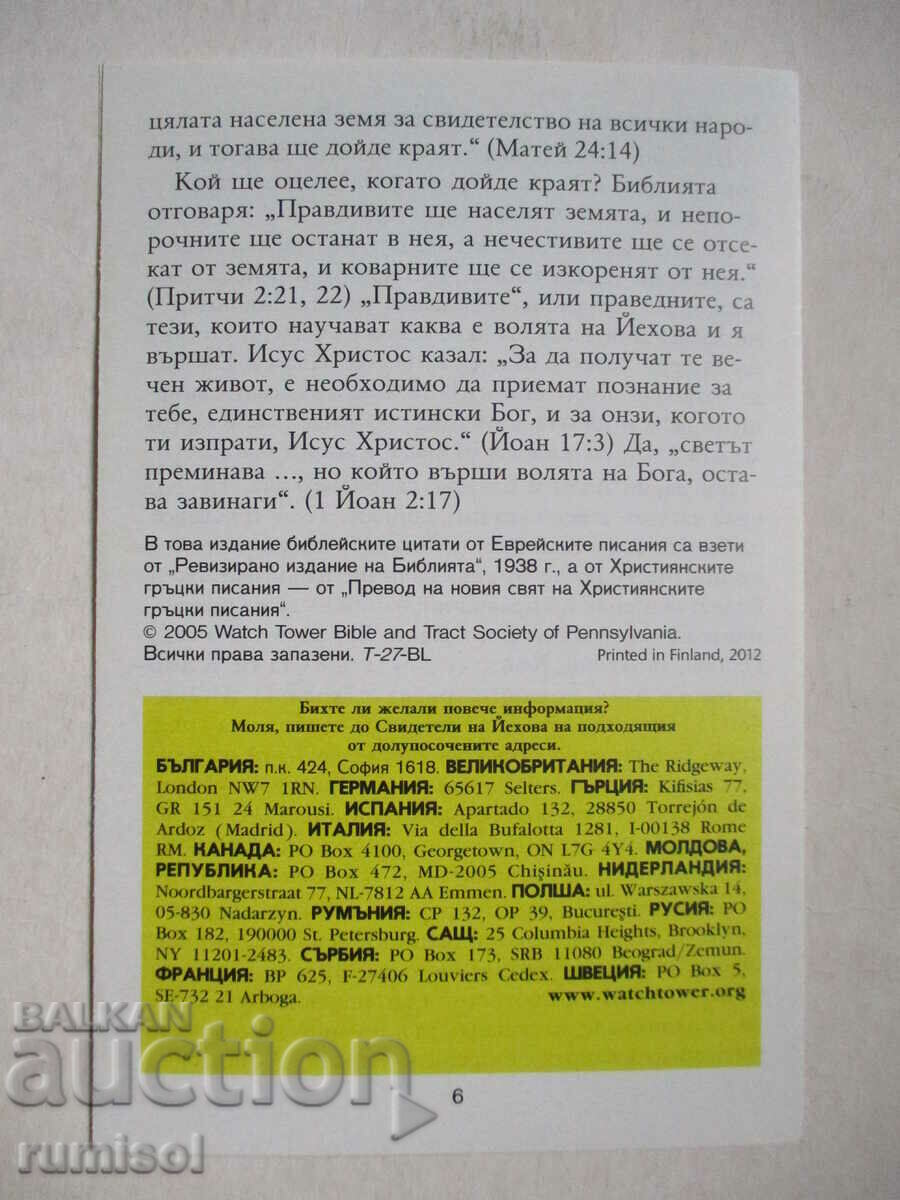 цялата населена земя за свидетелство на всички наро-
ди, и тогава ще дойде краят.“ (Матей 24:14)
Кой ще оцелее, когато дойде краят? Библията
отговаря: „Правдивите ще населят земята, и непо-
рочните ще останат в нея, а нечестивите ще се отсе-
кат от земята, и коварните ще се изкоренят от нея.“
(Притчи 2:21, 22) „Правдивите“, или праведните, са
тези, които научават каква е волята на Йехова и я
вършат. Исус Христос казал: „За да получат те ве-
чен живот, е необходимо да приемат познание за
тебе, единственият истински Бог, и за онзи, когото
ти изпрати, Исус Христос.“ (Йоан 17:3) Да, „светът
преминава ..., но който върши волята на Бога, оста-
ва завинаги“. (1 Йоан 2:17)
В това издание библейските цитати от Еврейските писания са взети
от „Ревизирано издание на Библията“, 1938 г., а от Християнските
гръцки писания — от „Превод на новия свят на Християнските
гръцки писания“.
© 2005 Watch Tower Bible and Tract Society of Pennsylvania.
Всички права запазени. T-27-BL Printed in Finland, 2012
Бихте ли желали повече информация?
Моля, пишете до Свидетели на Йехова на подходящия
от долупосочените адреси.
БЪЛГАРИЯ: п.к. 424, София 1618. ВЕЛИКОБРИТАНИЯ: The Ridgeway,
London NW7 1RN. ГЕРМАНИЯ: 65617 Selters. ГЪРЦИЯ: Kifisias 77,
GR 151 24 Marousi. ИСПАНИЯ: Apartado 132, 28850 Torrejón de
Ardoz (Madrid). ИТАЛИЯ: Via della Bufalotta 1281, I-00138 Rome
RM. КАНАДА: PO Box 4100, Georgetown, ON L7G 4Y4. МОЛДОВА,
РЕПУБЛИКА: PO Box 472, MD-2005 Chişinău. НИДЕРЛАНДИЯ:
Noordbargerstraat 77, NL-7812 AA Emmen. ПОЛША: ul. Warszawska 14,
05-830 Nadarzyn. РУМЪНИЯ: CP 132, OP 39, Bucureşti. РУСИЯ: PO
Box 182, 190000 St. Petersburg. САЩ: 25 Columbia Heights, Brooklyn,
NY 11201-2483. СЪРБИЯ: PO Box 173, SRB 11080 Beograd/Zemun.
ФРАНЦИЯ: BP 625, F-27406 Louviers Cedex. ШВЕЦИЯ: PO Box 5,
SE-732 21 Arboga. www.watchtower.org
BALKAN
auction
6
rumisol